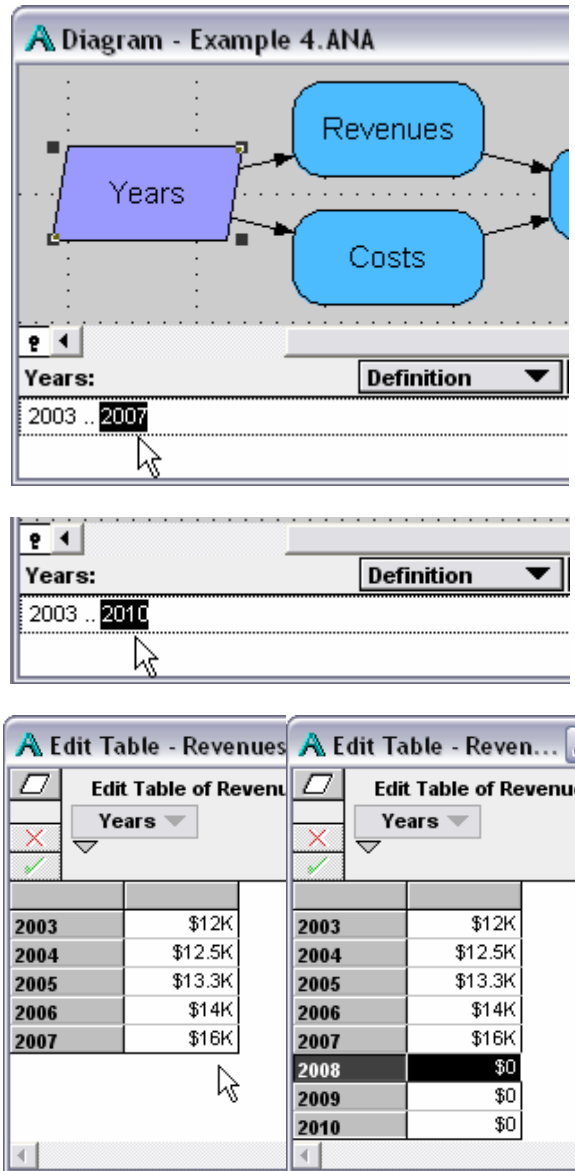 Diagram - Example 4.ANA
Revenues
Years
Costs
?
Years: Definition
2003 .. 2007
?
Years: Definition
2003 .. 2010
Edit Table - Revenues
Edit Table of Revenu
Years
2003 $12K
2004 $12.5K
2005 $13.3K
2006 $14K
2007 $16K
Edit Table - Reven...
Edit Table of Revenu
Years
2003 $12K
2004 $12.5K
2005 $13.3K
2006 $14K
2007 $16K
2008 $0
2009 $0
2010 $0